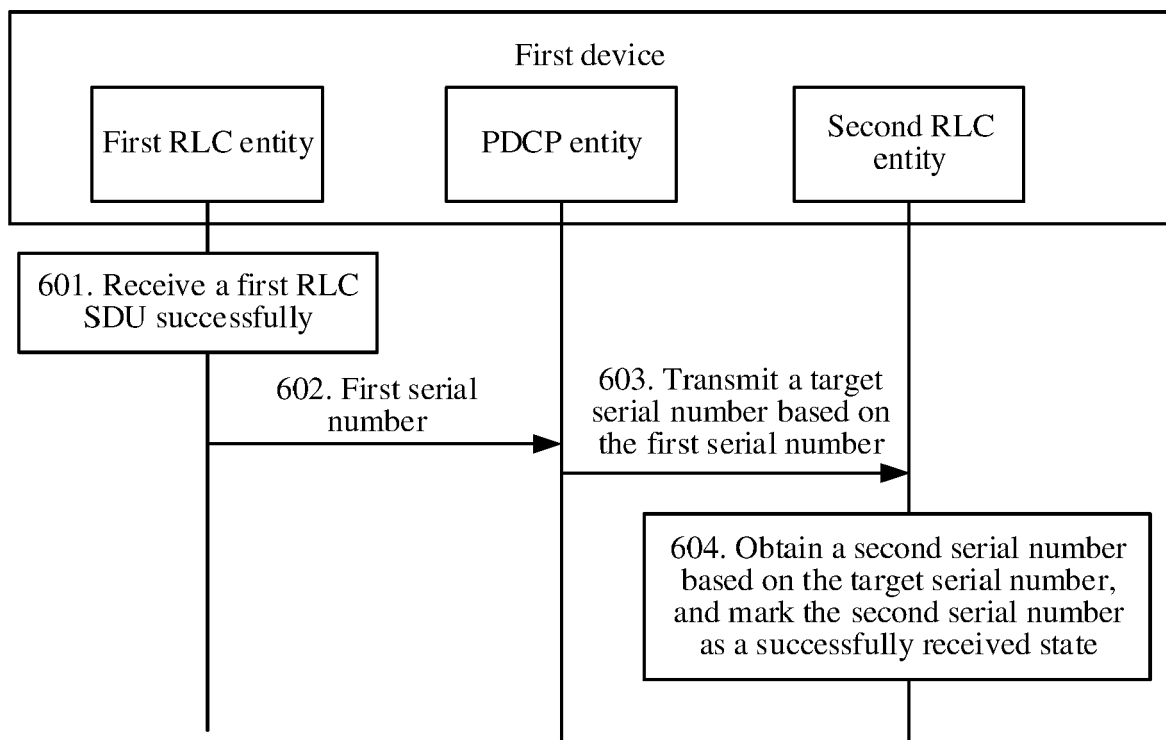 First device
First RLC entity
PDCP entity
Second RLC
entity
601. Receive a first RLC
SDU successfully
602. First serial
number
603. Transmit a target
serial number based on
the first serial number
604. Obtain a second serial number
based on the target serial number,
and mark the second serial number
as a successfully received state